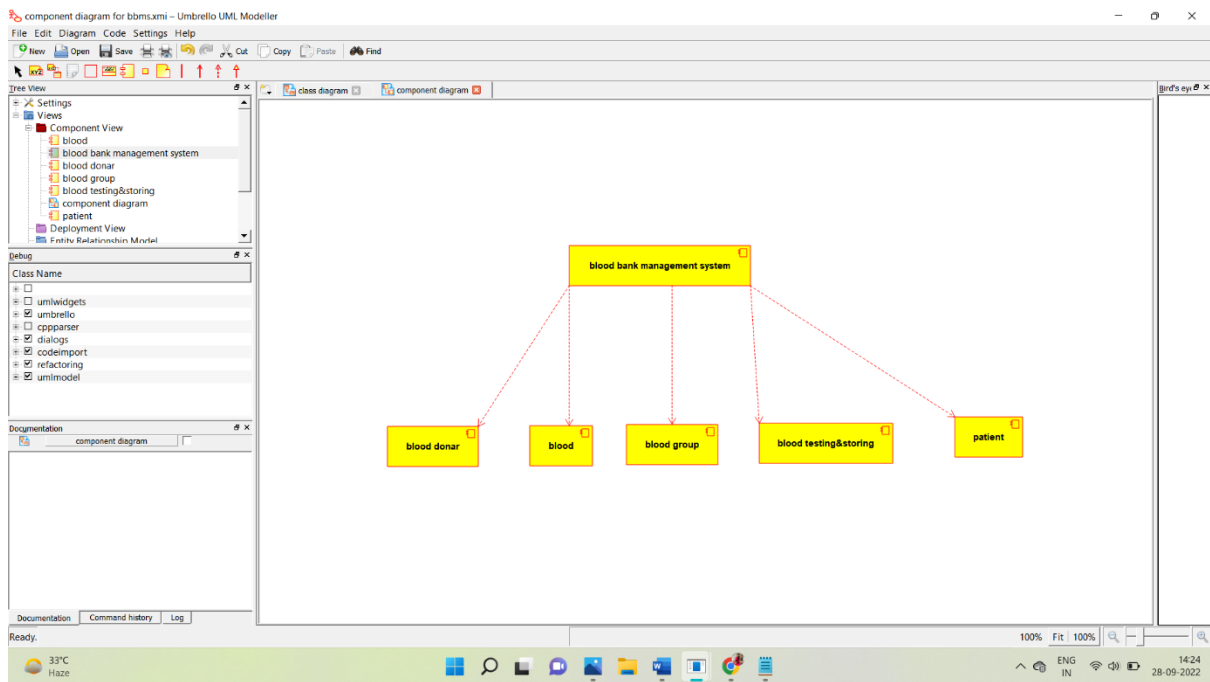 component diagram for bbms.xmi – Umbrello UML Modeller
File Edit Diagram Code Settings Help
New Open Save Cut Copy Paste Find
Tree View
class diagram component diagram
Settings
Views
Component View
blood
blood bank management system
blood donar
blood group
blood testing&storing
component diagram
patient
Deployment View
Entity Relationship Model
Debug
Class Name
umlwidgets
umbrello
cppparser
dialogs
codeimport
refactoring
umlmodel
Documentation
component diagram
Documentation Command history Log
Ready.
blood bank management system
blood donar
blood
blood group
blood testing&storing
patient
Bird's eye
100% Fit 100%
33°C
Haze
ENG
IN
14:24
28-09-2022